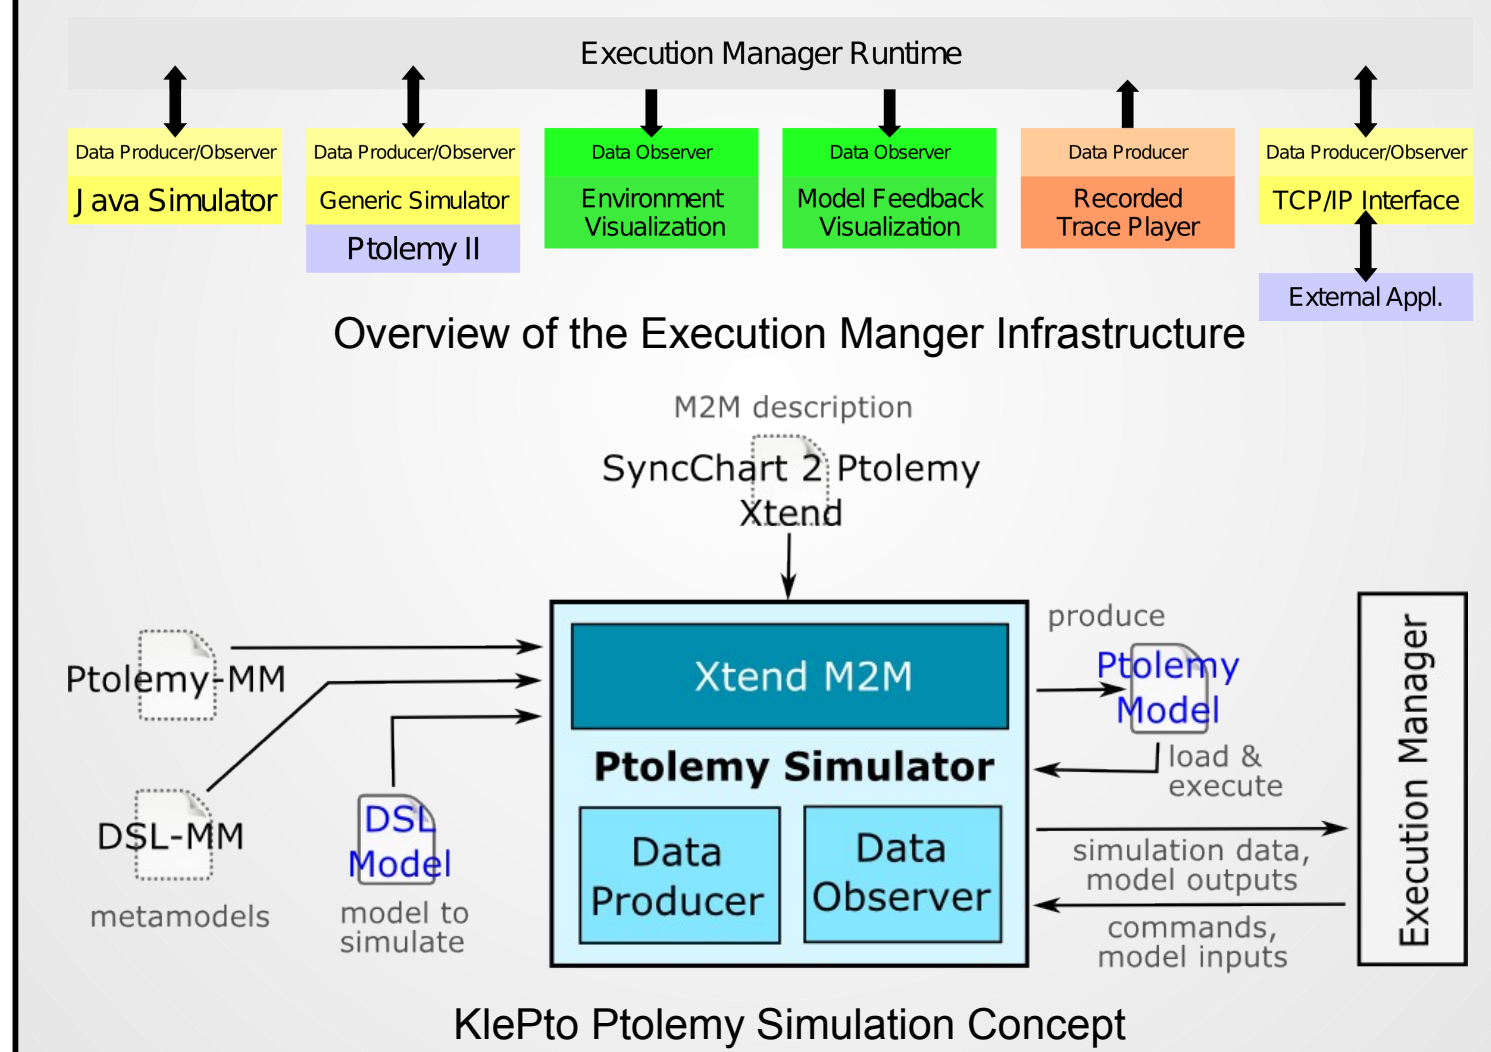 Execution Manager Runtime
Data Producer/Observer
Java Simulator
Data Producer/Observer
Generic Simulator
Ptolemy II
Data Observer
Environment
Visualization
Data Observer
Model Feedback
Visualization
Data Producer
Recorded
Trace Player
Data Producer/Observer
TCP/IP Interface
External Appl.
Overview of the Execution Manger Infrastructure
M2M description
SyncChart 2 Ptolemy
Xtend
Ptolemy-MM
DSL-MM
metamodels
DSL
Model
model to
simulate
Xtend M2M
Ptolemy Simulator
Data
Producer
Data
Observer
produce
Ptolemy
Model
load &
execute
simulation data,
model outputs
commands,
model inputs
Execution Manager
KlePto Ptolemy Simulation Concept